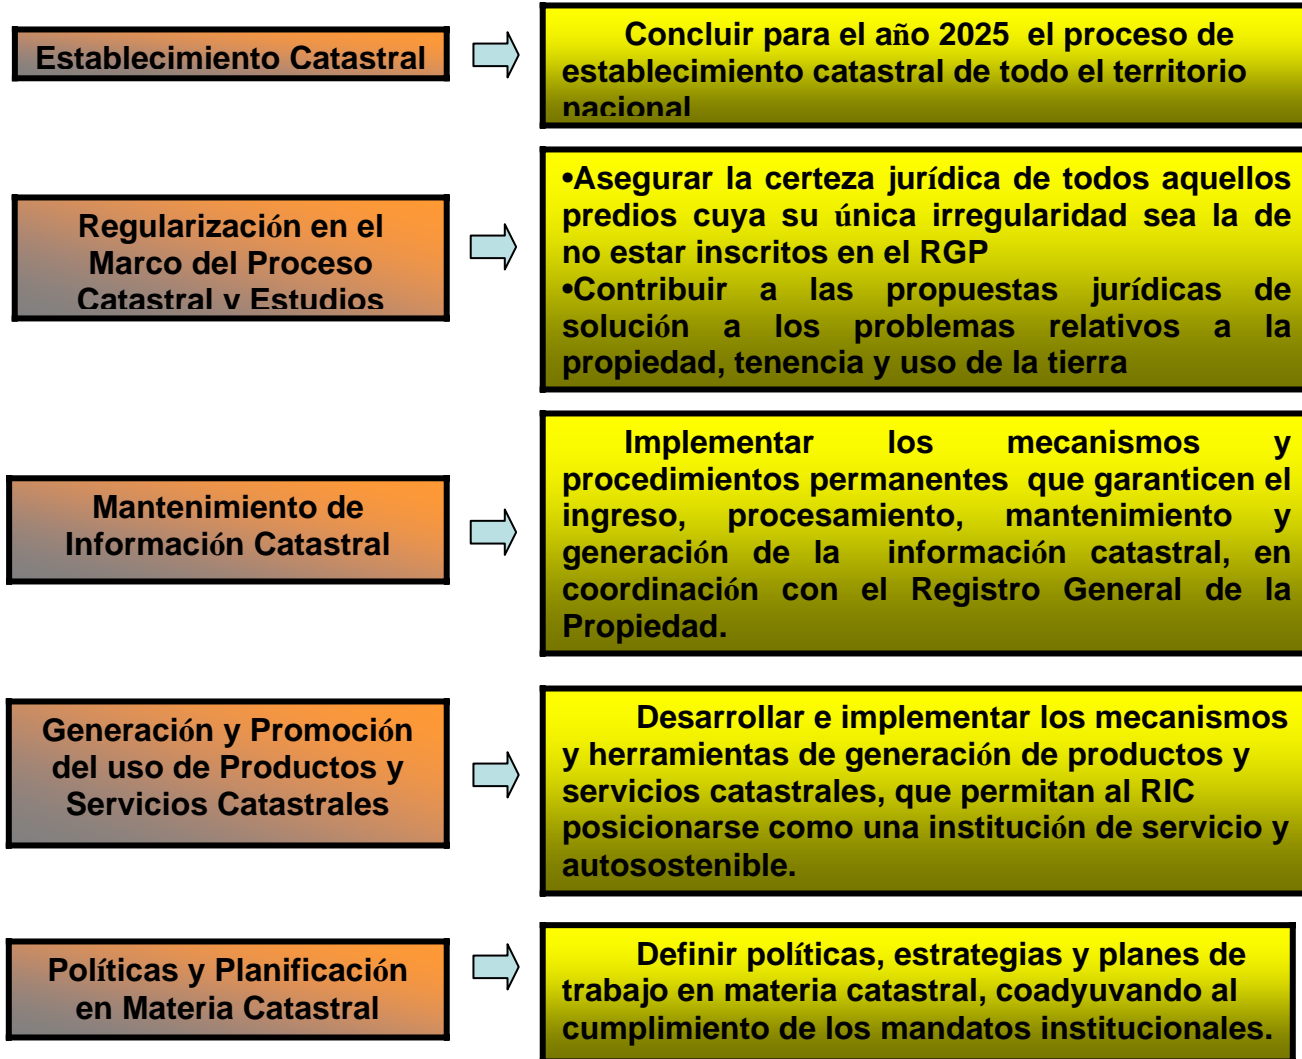 Establecimiento Catastral
Concluir para el año 2025 el proceso de
establecimiento catastral de todo el territorio
nacional
Regularización en el
Marco del Proceso
Catastral y Estudios
•Asegurar la certeza jurídica de todos aquellos
predios cuya su única irregularidad sea la de
no estar inscritos en el RGP
•Contribuir a las propuestas jurídicas de
solución a los problemas relativos a la
propiedad, tenencia y uso de la tierra
Mantenimiento de
Información Catastral
Implementar los mecanismos y
procedimientos permanentes que garanticen el
ingreso, procesamiento, mantenimiento y
generación de la información catastral, en
coordinación con el Registro General de la
Propiedad.
Generación y Promoción
del uso de Productos y
Servicios Catastrales
Desarrollar e implementar los mecanismos
y herramientas de generación de productos y
servicios catastrales, que permitan al RIC
posicionarse como una institución de servicio y
autosostenible.
Políticas y Planificación
en Materia Catastral
Definir políticas, estrategias y planes de
trabajo en materia catastral, coadyuvando al
cumplimiento de los mandatos institucionales.